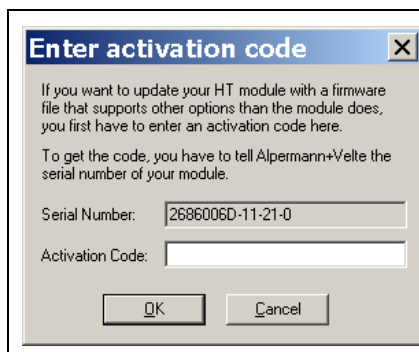 Enter activation code
If you want to update your HT module with a firmware
file that supports other options than the module does,
you first have to enter an activation code here.
To get the code, you have to tell Alpermann+Velte the
serial number of your module.
Serial Number: 2686006D-11-21-0
Activation Code:
OK Cancel